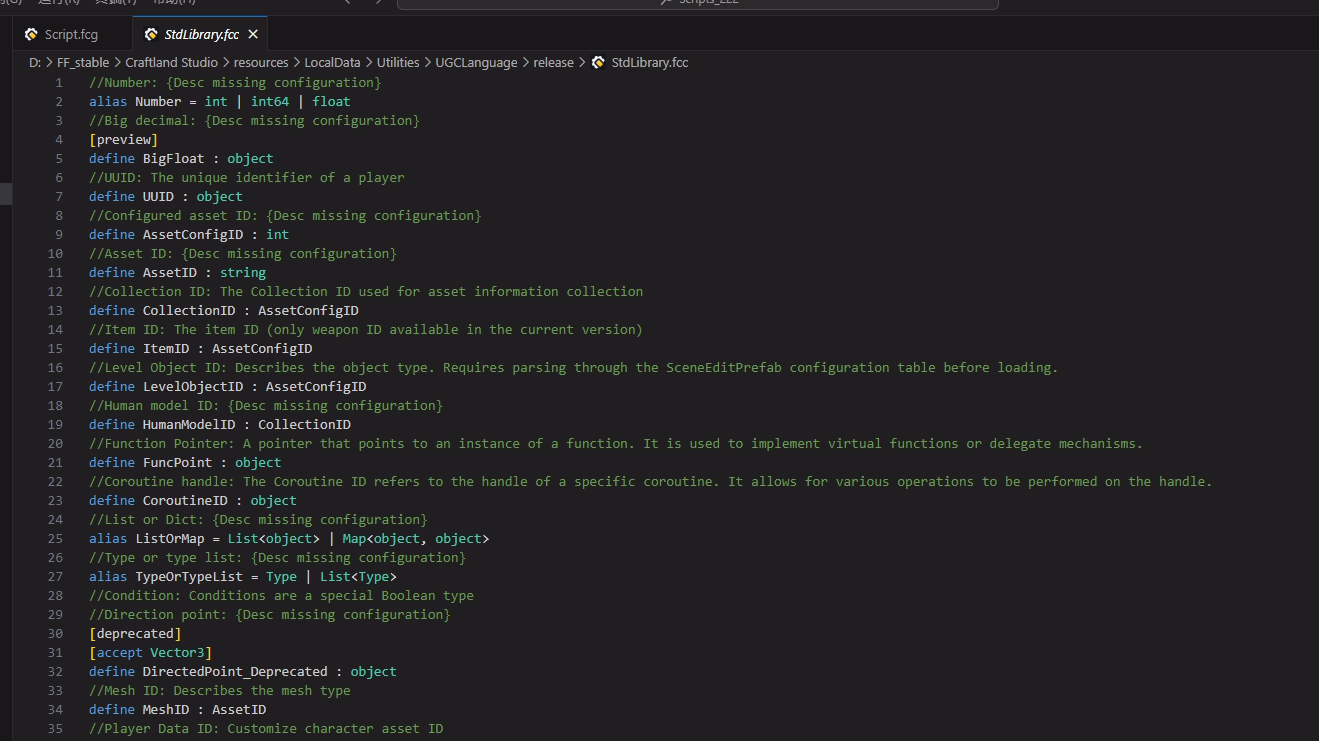 运行(R) 终端(T) 帮助(H)
Scripts_222
Script.fcg
StdLibrary.fcc
D: > FF_stable > Craftland Studio > resources > LocalData > Utilities > UGCLanguage > release > StdLibrary.fcc
1 //Number: {Desc missing configuration}
2 alias Number = int | int64 | float
3 //Big decimal: {Desc missing configuration}
4 [preview]
5 define BigFloat : object
6 //UUID: The unique identifier of a player
7 define UUID : object
8 //Configured asset ID: {Desc missing configuration}
9 define AssetConfigID : int
10 //Asset ID: {Desc missing configuration}
11 define AssetID : string
12 //Collection ID: The Collection ID used for asset information collection
13 define CollectionID : AssetConfigID
14 //Item ID: The item ID (only weapon ID available in the current version)
15 define ItemID : AssetConfigID
16 //Level Object ID: Describes the object type. Requires parsing through the SceneEditPrefab configuration table before loading.
17 define LevelObjectID : AssetConfigID
18 //Human model ID: {Desc missing configuration}
19 define HumanModelID : CollectionID
20 //Function Pointer: A pointer that points to an instance of a function. It is used to implement virtual functions or delegate mechanisms.
21 define FuncPoint : object
22 //Coroutine handle: The Coroutine ID refers to the handle of a specific coroutine. It allows for various operations to be performed on the handle.
23 define CoroutineID : object
24 //List or Dict: {Desc missing configuration}
25 alias ListOrMap = List<object> | Map<object, object>
26 //Type or type list: {Desc missing configuration}
27 alias TypeOrTypeList = Type | List<Type>
28 //Condition: Conditions are a special Boolean type
29 //Direction point: {Desc missing configuration}
30 [deprecated]
31 [accept Vector3]
32 define DirectedPoint_Deprecated : object
33 //Mesh ID: Describes the mesh type
34 define MeshID : AssetID
35 //Player Data ID: Customize character asset ID